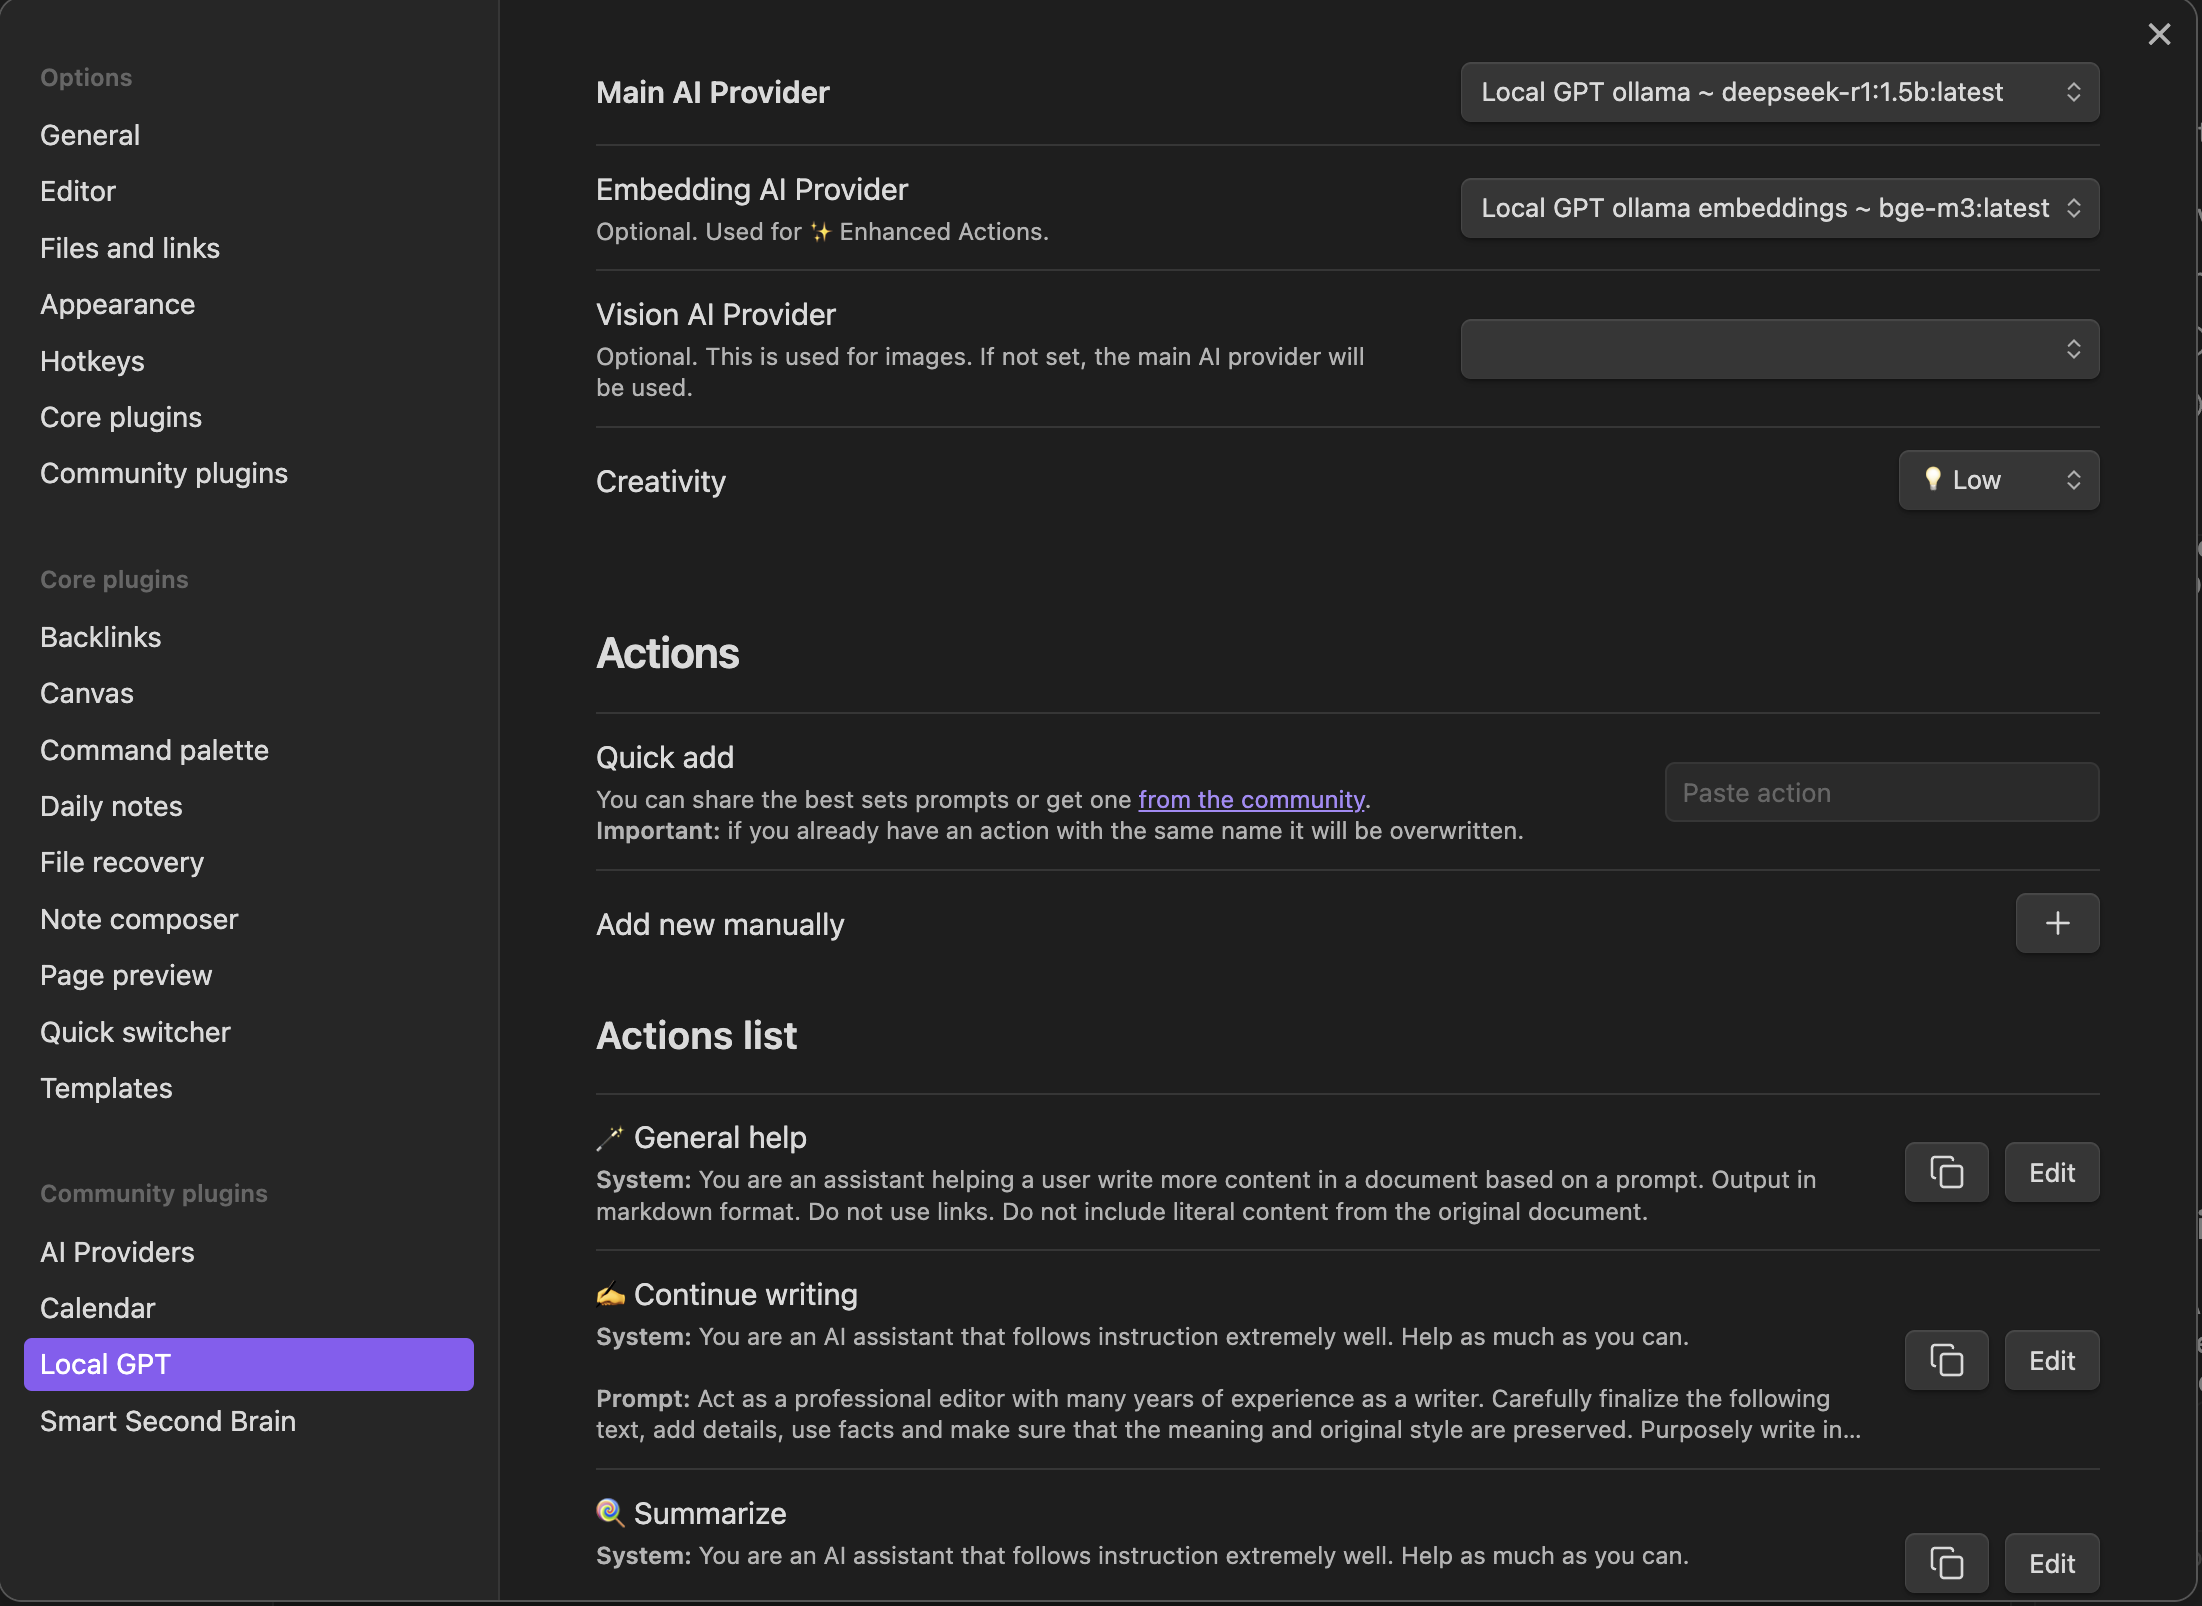 Options
General
Editor
Files and links
Appearance
Hotkeys
Core plugins
Community plugins
Core plugins
Backlinks
Canvas
Command palette
Daily notes
File recovery
Note composer
Page preview
Quick switcher
Templates
Community plugins
AI Providers
Calendar
Local GPT
Smart Second Brain
Main AI Provider
Local GPT ollama ~ deepseek-r1:1.5b:latest
Embedding AI Provider
Optional. Used for ✨ Enhanced Actions.
Local GPT ollama embeddings ~ bge-m3:latest
Vision AI Provider
Optional. This is used for images. If not set, the main AI provider will
be used.
Creativity
💡 Low
Actions
Quick add
You can share the best sets prompts or get one from the community.
Important: if you already have an action with the same name it will be overwritten.
Paste action
Add new manually
Actions list
🪄 General help
System: You are an assistant helping a user write more content in a document based on a prompt. Output in
markdown format. Do not use links. Do not include literal content from the original document.
Edit
✍️ Continue writing
System: You are an AI assistant that follows instruction extremely well. Help as much as you can.
Prompt: Act as a professional editor with many years of experience as a writer. Carefully finalize the following
text, add details, use facts and make sure that the meaning and original style are preserved. Purposely write in...
Edit
🍭 Summarize
System: You are an AI assistant that follows instruction extremely well. Help as much as you can.
Edit